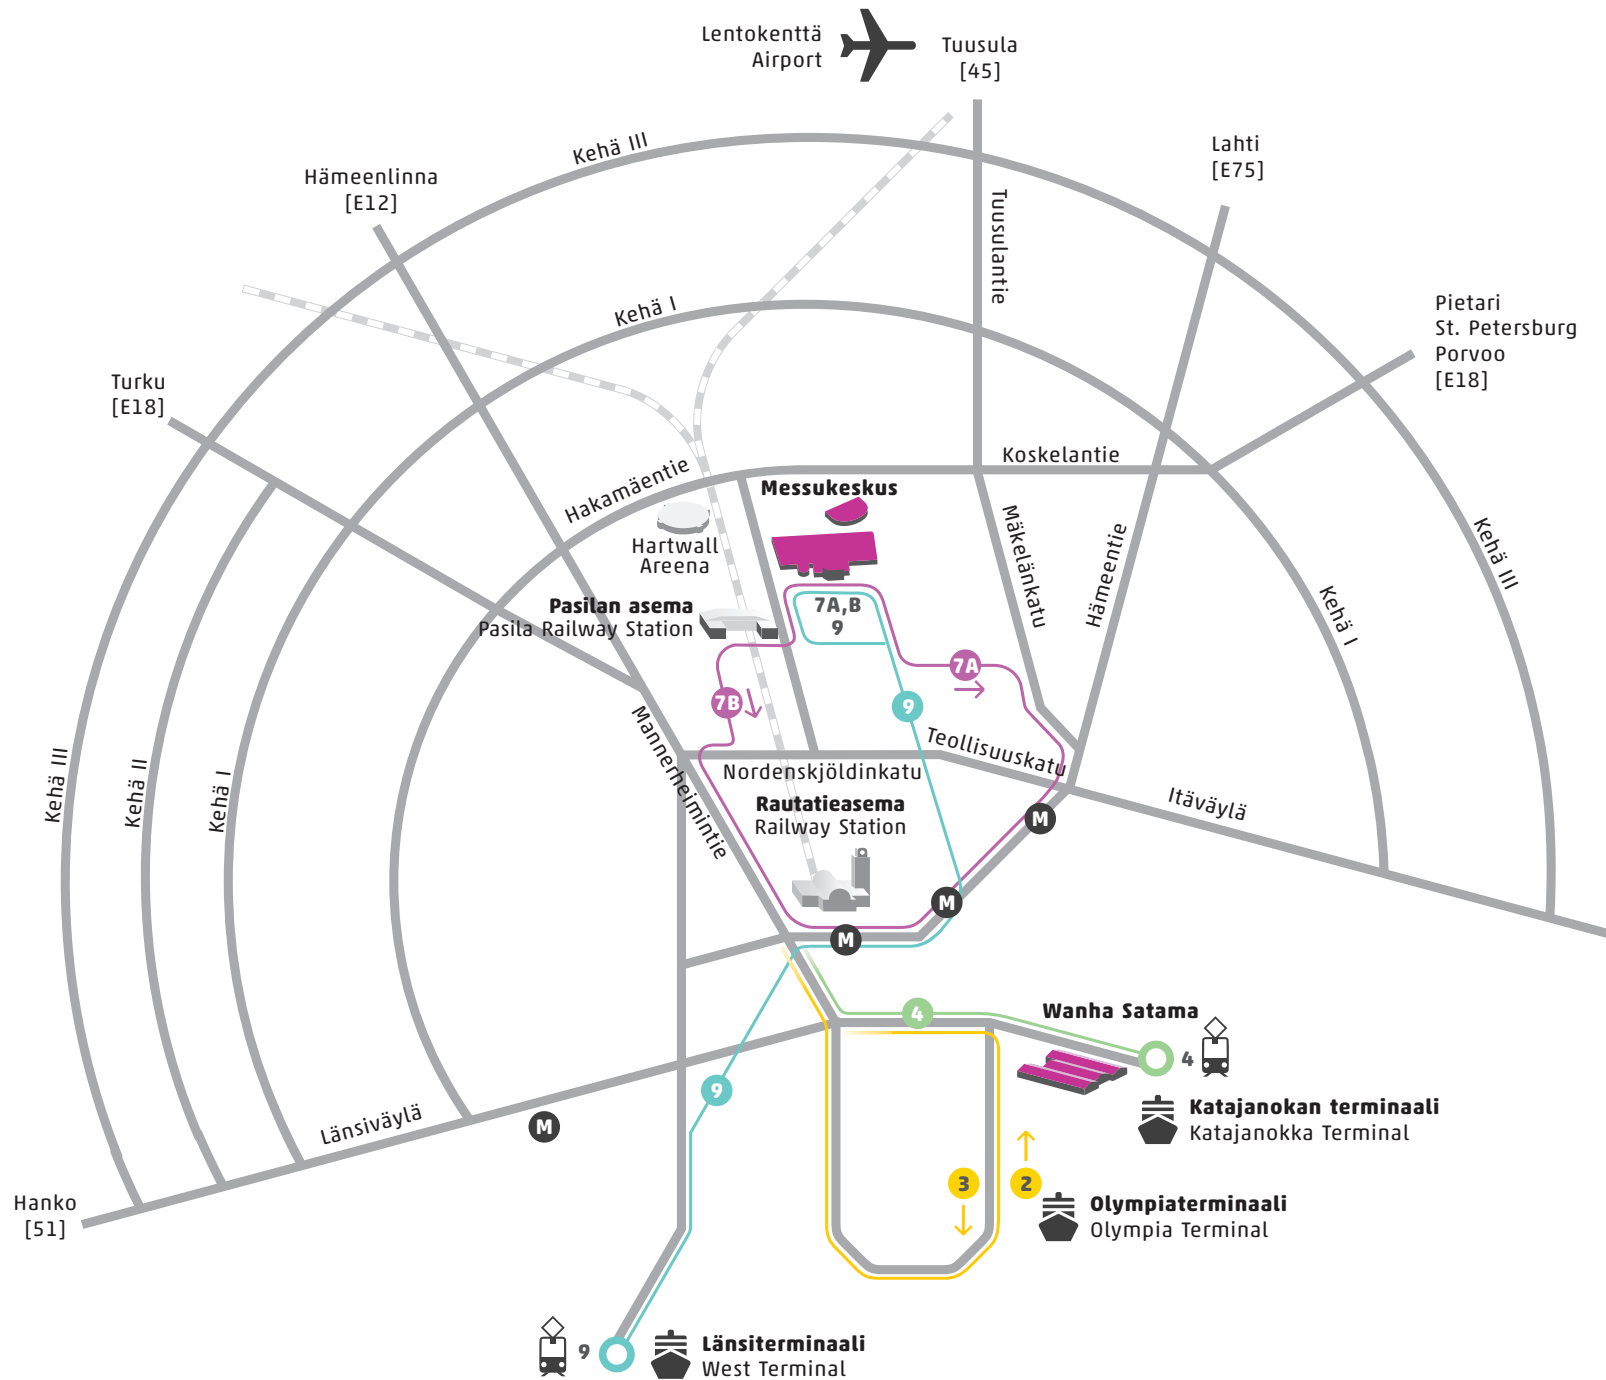 Lentokenttä
Airport
Tuusula
[45]
Lahti
[E75]
Kehä III
Hämeenlinna
[E12]
Tuusulantie
Kehä I
Pietari
St. Petersburg
Porvoo
[E18]
Turku
[E18]
Koskelantie
Hakamäentie
Messukeskus
Hartwall
Areena
Mäkelänkatu
Hämeentie
Kehä III
Kehä I
Pasilan asema
Pasila Railway Station
7A,B
9
7A
7B
9
Mannerheimintie
Teollisuuskatu
Nordenskjöldinkatu
Itäväylä
Kehä III
Kehä II
Kehä I
Rautatieasema
Railway Station
M
M
M
4
Wanha Satama
4
9
Länsiväylä
M
Katajanokan terminaali
Katajanokka Terminal
3
2
Olympiaterminaali
Olympia Terminal
Hanko
[51]
9
Länsiterminaali
West Terminal